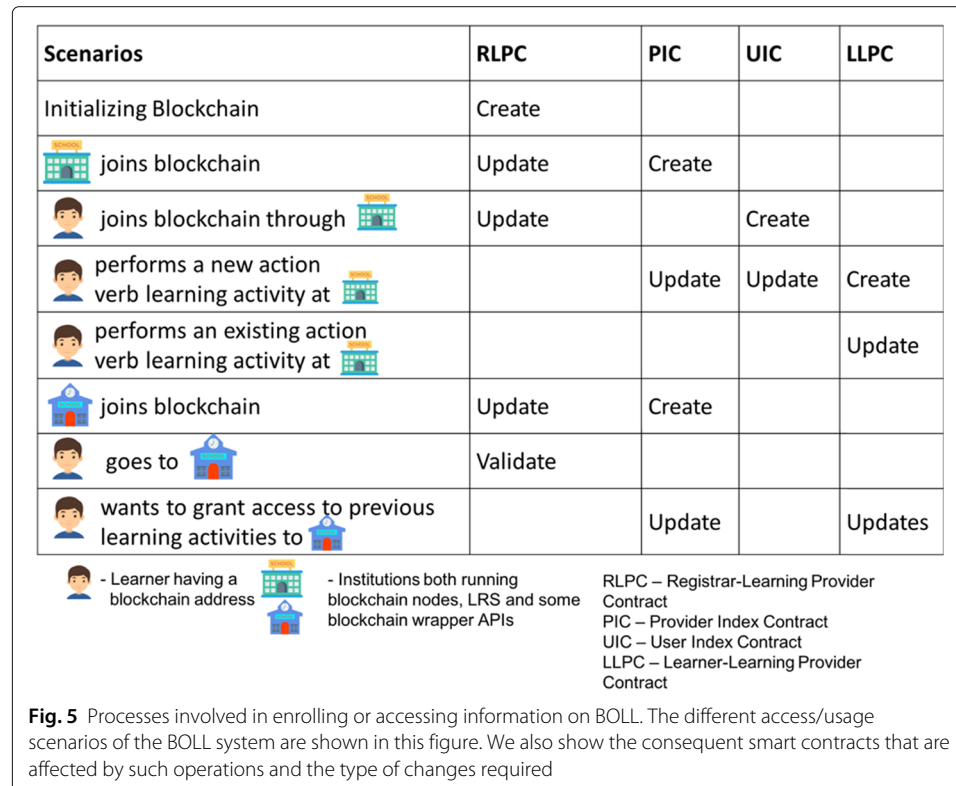 Scenarios RLPC PIC UIC LLPC
Initializing Blockchain Create
SCHOOL
joins blockchain Update Create
joins blockchain through SCHOOL Update Create
performs a new action
verb learning activity at SCHOOL Update Update Create
performs an existing action
verb learning activity at SCHOOL Update
SCHOOL joins blockchain Update Create
goes to SCHOOL Validate
wants to grant access to previous
learning activities to SCHOOL Update Updates
- Learner having a
blockchain address
SCHOOL
- Institutions both running
blockchain nodes, LRS and some
blockchain wrapper APIs
RLPC – Registrar-Learning Provider
Contract
PIC – Provider Index Contract
UIC – User Index Contract
LLPC – Learner-Learning Provider
Contract
Fig. 5 Processes involved in enrolling or accessing information on BOLL. The different access/usage
scenarios of the BOLL system are shown in this figure. We also show the consequent smart contracts that are
affected by such operations and the type of changes required